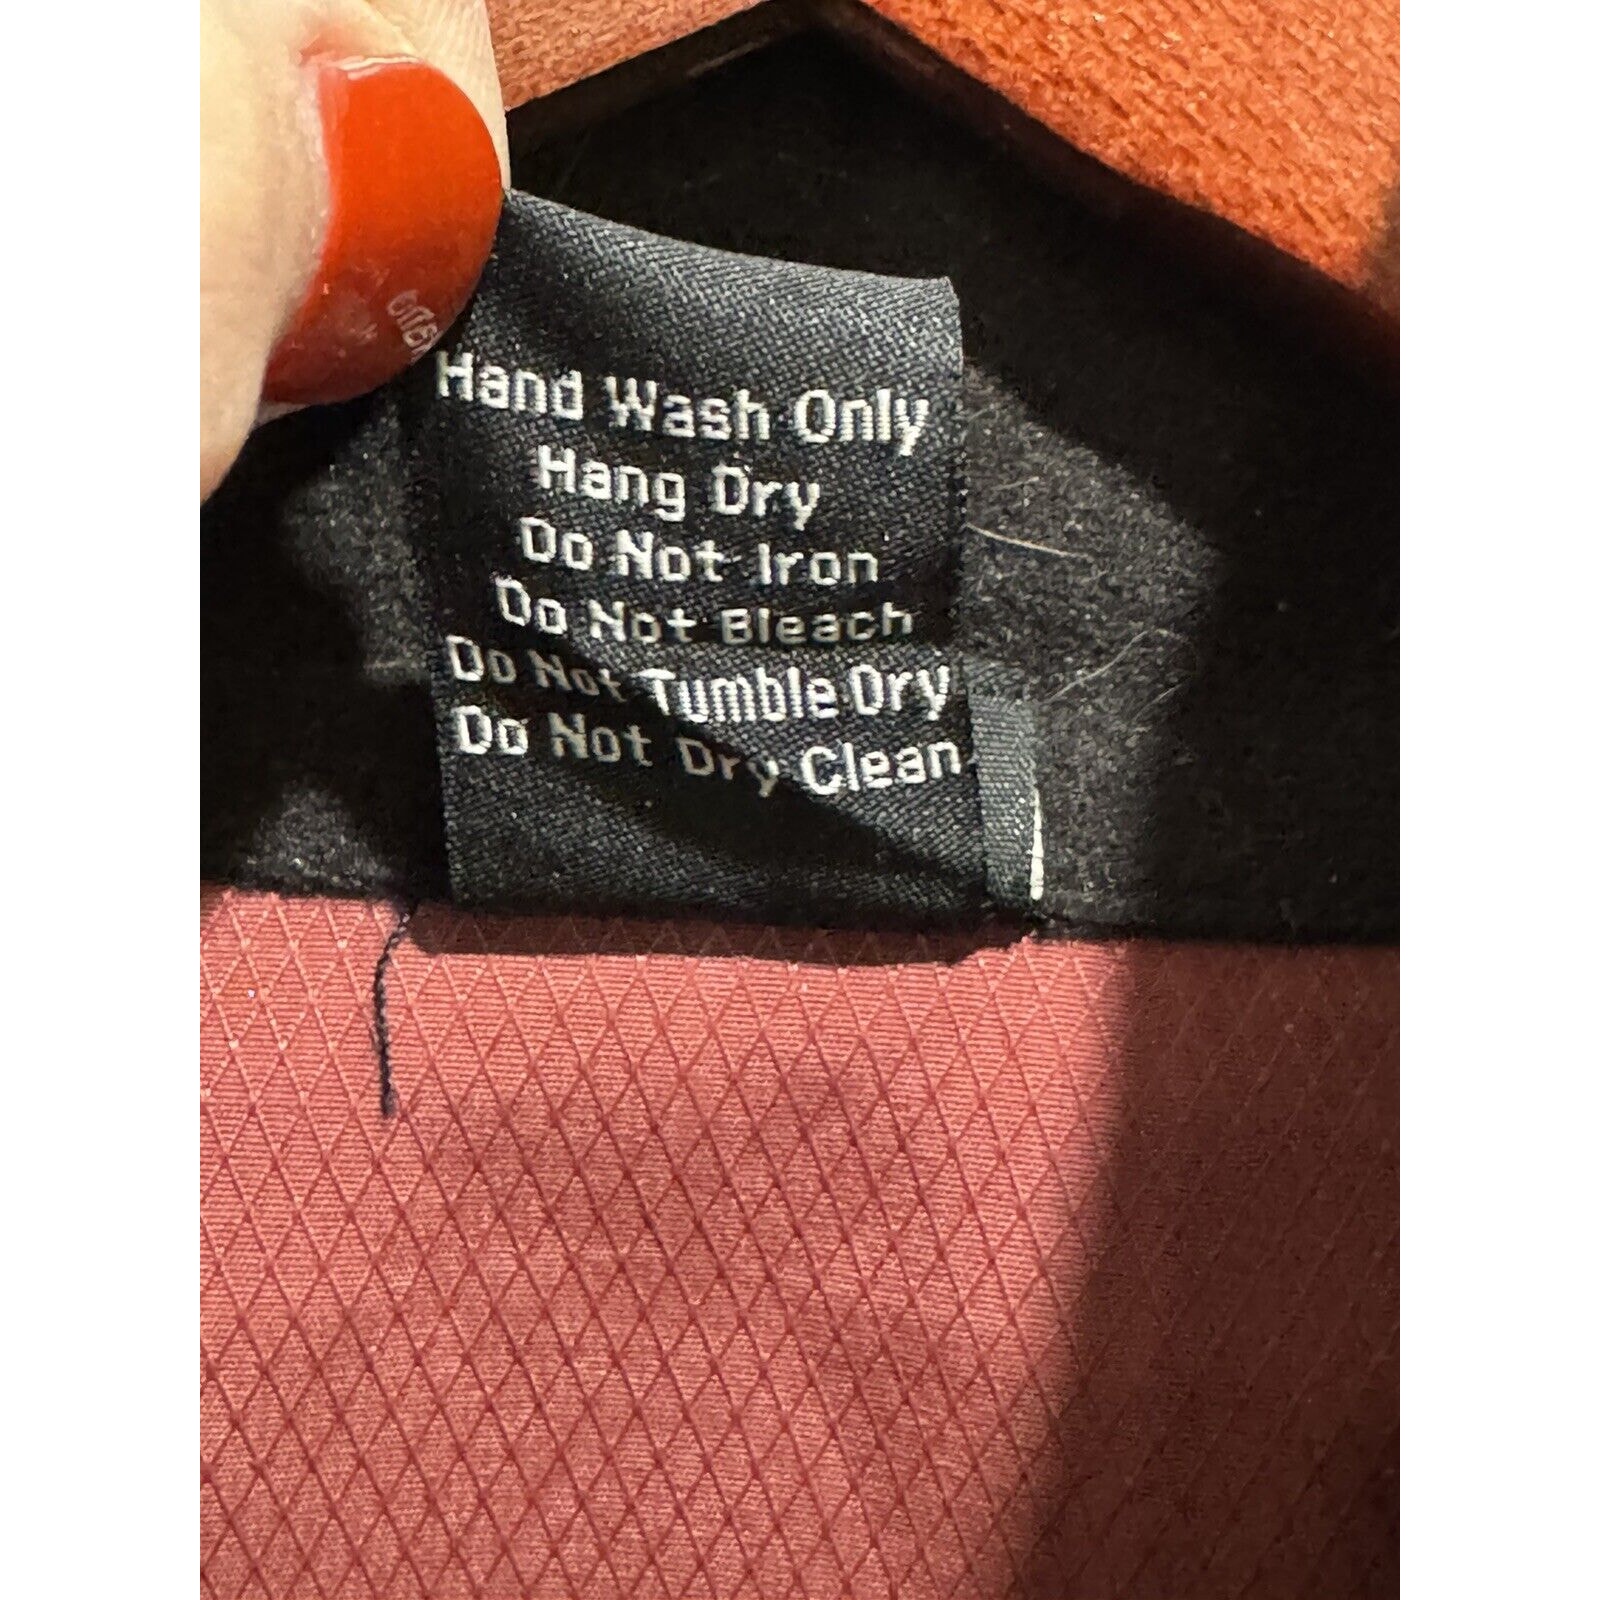 Hand Wash Only
Hang Dry
Do Not Iron
Do Not Bleach
Do Not Tumble Dry
Do Not Dry Clean